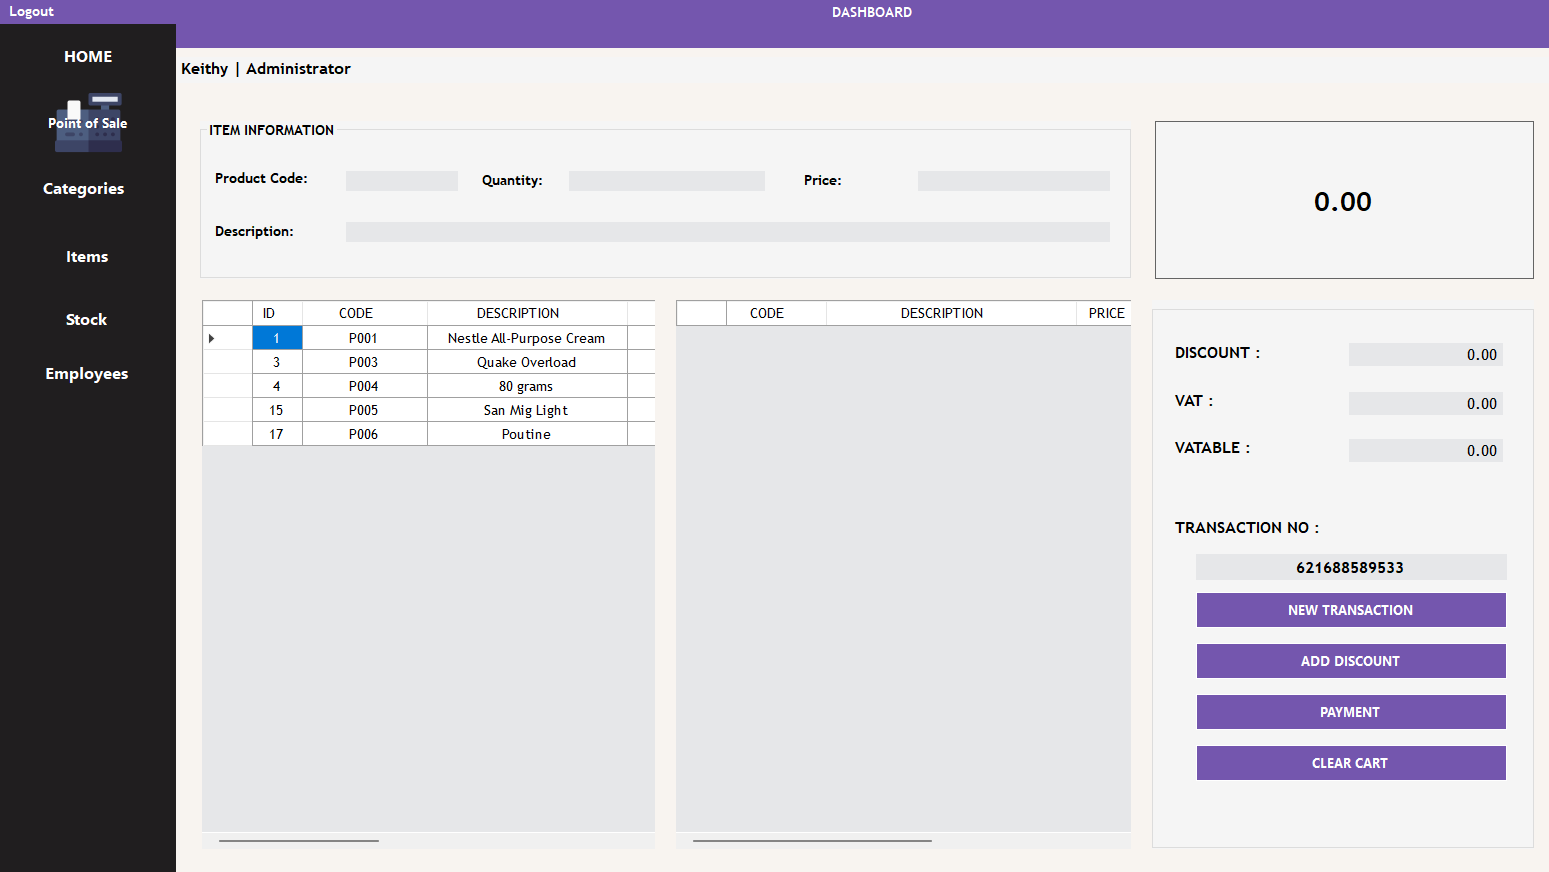 Logout
DASHBOARD
HOME
Keithy | Administrator
Point of Sale
Categories
Items
Stock
Employees
ITEM INFORMATION
Product Code: Quantity: Price:
Description:
0.00
ID CODE DESCRIPTION
1 P001 Nestle All-Purpose Cream
3 P003 Quake Overload
4 P004 80 grams
15 P005 San Mig Light
17 P006 Poutine
CODE DESCRIPTION PRICE
DISCOUNT : 0.00
VAT : 0.00
VATABLE : 0.00
TRANSACTION NO :
621688589533
NEW TRANSACTION
ADD DISCOUNT
PAYMENT
CLEAR CART